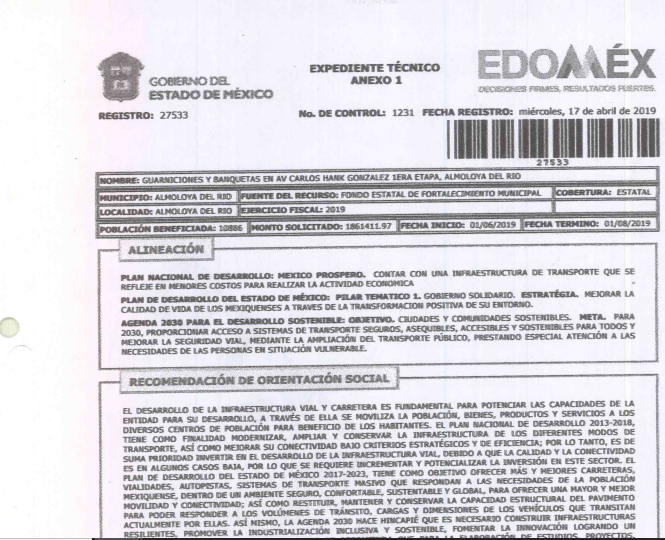 GOBIERNO DEL
ESTADO DE MÉXICO
EXPEDIENTE TÉCNICO
ANEXO 1
EDOMÉX
DECISIONES FIRMES, RESULTADOS FUERTES.
REGISTRO: 27533
No. DE CONTROL: 1231 FECHA REGISTRO: miércoles, 17 de abril de 2019
27533
NOMBRE: GUARNICIONES Y BANQUETAS EN AV CARLOS HANK GONZALEZ 1ERA ETAPA, ALMOLOYA DEL RIO
MUNICIPIO: ALMOLOYA DEL RIO FUENTE DEL RECURSO: FONDO ESTATAL DE FORTALECIMIENTO MUNICIPAL COBERTURA: ESTATAL
LOCALIDAD: ALMOLOYA DEL RIO EJERCICIO FISCAL: 2019
POBLACIÓN BENEFICIADA: 10886 MONTO SOLICITADO: 1861411.97 FECHA INICIO: 01/06/2019 FECHA TERMINO: 01/08/2019
ALINEACIÓN
PLAN NACIONAL DE DESARROLLO: MEXICO PROSPERO. CONTAR CON UNA INFRAESTRUCTURA DE TRANSPORTE QUE SE
REFLEJE EN MENORES COSTOS PARA REALIZAR LA ACTIVIDAD ECONOMICA
PLAN DE DESARROLLO DEL ESTADO DE MÉXICO: PILAR TEMATICO 1. GOBIERNO SOLIDARIO. ESTRATÉGIA. MEJORAR LA
CALIDAD DE VIDA DE LOS MEXIQUENSES A TRAVES DE LA TRANSFORMACION POSITIVA DE SU ENTORNO.
AGENDA 2030 PARA EL DESARROLLO SOSTENIBLE: OBJETIVO. CIUDADES Y COMUNIDADES SOSTENIBLES. META. PARA
2030, PROPORCIONAR ACCESO A SISTEMAS DE TRANSPORTE SEGUROS, ASEQUIBLES, ACCESIBLES Y SOSTENIBLES PARA TODOS Y
MEJORAR LA SEGURIDAD VIAL, MEDIANTE LA AMPLIACIÓN DEL TRANSPORTE PÚBLICO, PRESTANDO ESPECIAL ATENCIÓN A LAS
NECESIDADES DE LAS PERSONAS EN SITUACIÓN VULNERABLE.
RECOMENDACIÓN DE ORIENTACIÓN SOCIAL
EL DESARROLLO DE LA INFRAESTRUCTURA VIAL Y CARRETERA ES FUNDAMENTAL PARA POTENCIAR LAS CAPACIDADES DE LA
ENTIDAD PARA SU DESARROLLO, A TRAVÉS DE ELLA SE MOVILIZA LA POBLACIÓN, BIENES, PRODUCTOS Y SERVICIOS A LOS
DIVERSOS CENTROS DE POBLACIÓN PARA BENEFICIO DE LOS HABITANTES. EL PLAN NACIONAL DE DESARROLLO 2013-2018,
TIENE COMO FINALIDAD MODERNIZAR, AMPLIAR Y CONSERVAR LA INFRAESTRUCTURA DE LOS DIFERENTES MODOS DE
TRANSPORTE, ASÍ COMO MEJORAR SU CONECTIVIDAD BAJO CRITERIOS ESTRATÉGICOS Y DE EFICIENCIA; POR LO TANTO, ES DE
SUMA PRIORIDAD INVERTIR EN EL DESARROLLO DE LA INFRAESTRUCTURA VIAL, DEBIDO A QUE LA CALIDAD Y LA CONECTIVIDAD
ES EN ALGUNOS CASOS BAJA, POR LO QUE SE REQUIERE INCREMENTAR Y POTENCIALIZAR LA INVERSIÓN EN ESTE SECTOR. EL
PLAN DE DESARROLLO DEL ESTADO DE MÉXICO 2017-2023, TIENE COMO OBJETIVO OFRECER MÁS Y MEJORES CARRETERAS,
VIALIDADES, AUTOPISTAS, SISTEMAS DE TRANSPORTE MASIVO QUE RESPONDAN A LAS NECESIDADES DE LA POBLACIÓN
MEXIQUENSE, DENTRO DE UN AMBIENTE SEGURO, CONFORTABLE, SUSTENTABLE Y GLOBAL, PARA OFRECER UNA MAYOR Y MEJOR
MOVILIDAD Y CONECTIVIDAD; ASÍ COMO RESTITUIR, MANTENER Y CONSERVAR LA CAPACIDAD ESTRUCTURAL DEL PAVIMENTO
PARA PODER RESPONDER A LOS VOLÚMENES DE TRÁNSITO, CARGAS Y DIMENSIONES DE LOS VEHÍCULOS QUE TRANSITAN
ACTUALMENTE POR ELLAS. ASÍ MISMO, LA AGENDA 2030 HACE HINCAPIÉ QUE ES NECESARIO CONSTRUIR INFRAESTRUCTURAS
RESILIENTES, PROMOVER LA INDUSTRIALIZACIÓN INCLUSIVA Y SOSTENIBLE, FOMENTAR LA INNOVACIÓN LOGRANDO UN
QUE PARA LA ELABORACIÓN DE ESTUDIOS, PROYECTOS,